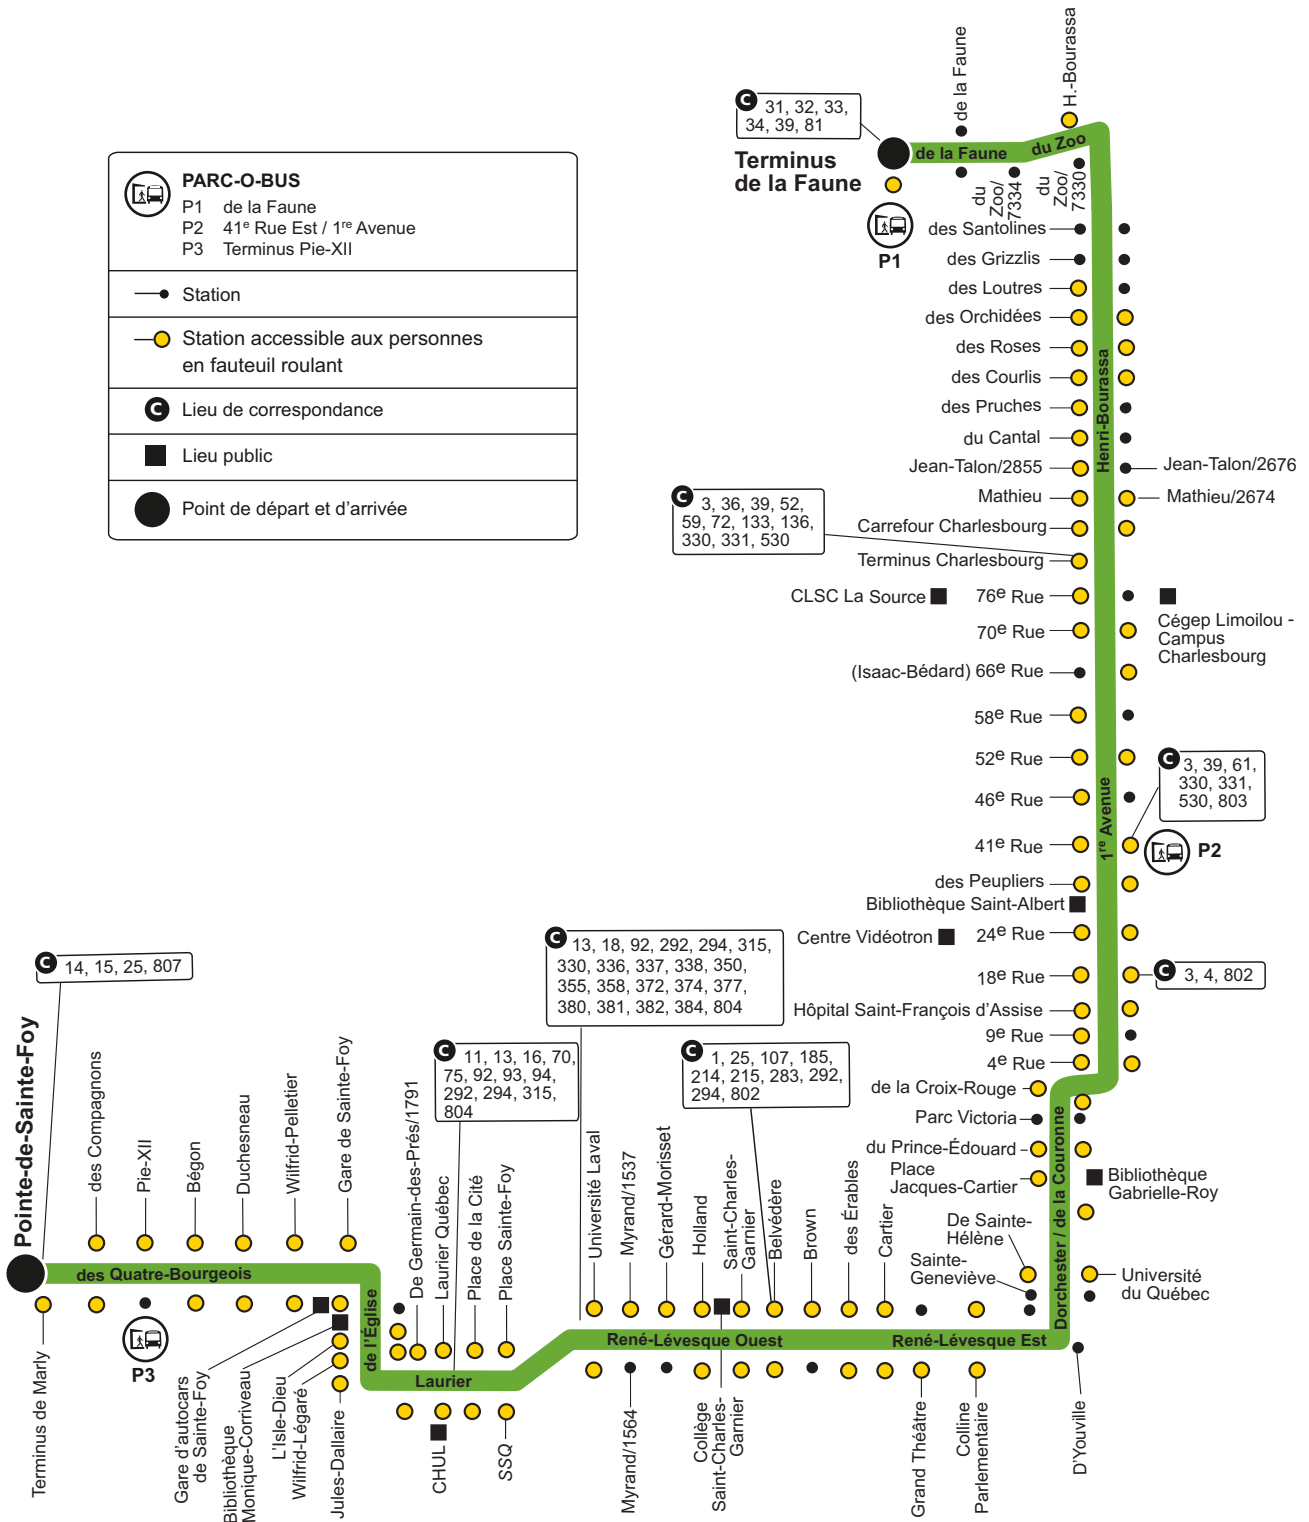 PARC-O-BUS
P1 de la Faune
P2 41e Rue Est / 1re Avenue
P3 Terminus Pie-XII
Station
Station accessible aux personnes
en fauteuil roulant
C Lieu de correspondance
Lieu public
Point de départ et d'arrivée
C 31, 32, 33,
34, 39, 81
Terminus
de la Faune
P1
de la Faune
H.-Bourassa
de la Faune
du Zoo
du
Zoo/
7334
du
Zoo/
7330
des Santolines
des Grizzlis
des Loutres
des Orchidées
des Roses
des Courlis
des Pruches
du Cantal
Jean-Talon/2855
Jean-Talon/2676
Mathieu
Mathieu/2674
Carrefour Charlesbourg
Terminus Charlesbourg
Henri-Bourassa
C 3, 36, 39, 52,
59, 72, 133, 136,
330, 331, 530
CLSC La Source
76e Rue
Cégep Limoilou -
Campus
Charlesbourg
70e Rue
(Isaac-Bédard) 66e Rue
58e Rue
52e Rue
46e Rue
41e Rue
1re Avenue
C 3, 39, 61,
330, 331,
530, 803
P2
des Peupliers
Bibliothèque Saint-Albert
Centre Vidéotron
24e Rue
18e Rue
C 3, 4, 802
Hôpital Saint-François d'Assise
9e Rue
4e Rue
de la Croix-Rouge
Parc Victoria
du Prince-Édouard
Place
Jacques-Cartier
Bibliothèque
Gabrielle-Roy
Dorchester / de la Couronne
De Sainte-
Hélène
Sainte-
Geneviève
Université
du Québec
D'Youville
C 14, 15, 25, 807
Pointe-de-Sainte-Foy
des Compagnons
Pie-XII
Bégon
Duchesneau
Wilfrid-Pelletier
Gare de Sainte-Foy
des Quatre-Bourgeois
Terminus de Marly
P3
Gare d'autocars
de Sainte-Foy
Bibliothèque
Monique-Corriveau
L'Isle-Dieu
Wilfrid-Légaré
Jules-Dallaire
de l'Église
C 11, 13, 16, 70,
75, 92, 93, 94,
292, 294, 315,
804
De Germain-des-Prés/1791
Laurier Québec
Place de la Cité
Place Sainte-Foy
Laurier
CHUL
SSQ
C 13, 18, 92, 292, 294, 315,
330, 336, 337, 338, 350,
355, 358, 372, 374, 377,
380, 381, 382, 384, 804
C 1, 25, 107, 185,
214, 215, 283, 292,
294, 802
Université Laval
Myrand/1537
Gérard-Morisset
Holland
Saint-Charles-
Garnier
Belvédère
Brown
des Érables
Cartier
René-Lévesque Ouest
René-Lévesque Est
Myrand/1564
Collège
Saint-Charles-
Garnier
Grand Théâtre
Colline
Parlementaire